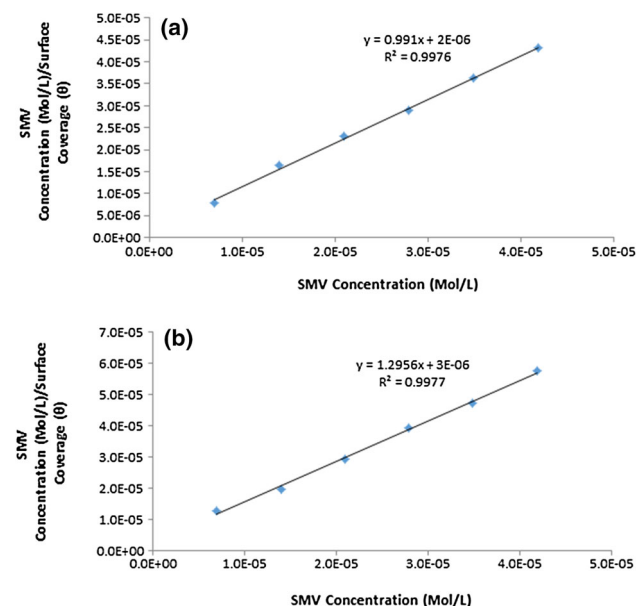 (a)
y = 0.991x + 2E-06
R² = 0.9976
SMV
Concentration (Mol/L)/Surface
Coverage (θ)
5.0E-05
4.5E-05
4.0E-05
3.5E-05
3.0E-05
2.5E-05
2.0E-05
1.5E-05
1.0E-05
5.0E-06
0.0E+00
0.0E+00 1.0E-05 2.0E-05 3.0E-05 4.0E-05 5.0E-05
SMV Concentration (Mol/L)
(b)
y = 1.2956x + 3E-06
R² = 0.9977
SMV
Concentration (Mol/L)/Surface
Coverage (θ)
7.0E-05
6.0E-05
5.0E-05
4.0E-05
3.0E-05
2.0E-05
1.0E-05
0.0E+00
0.0E+00 1.0E-05 2.0E-05 3.0E-05 4.0E-05 5.0E-05
SMV Concentration (Mol/L)